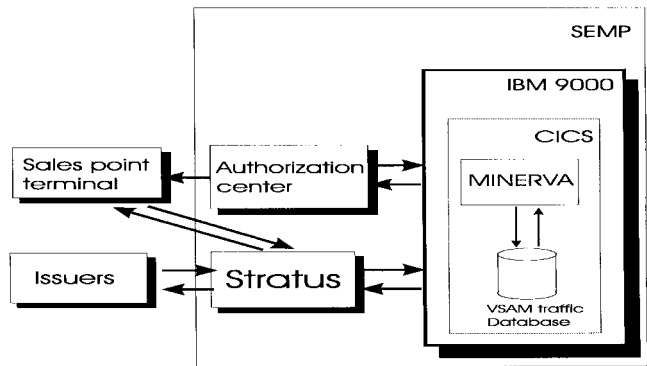 SEMP
IBM 9000
CICS
Sales point
terminal
Authorization
center
MINERVA
Issuers
Stratus
VSAM traffic
Database